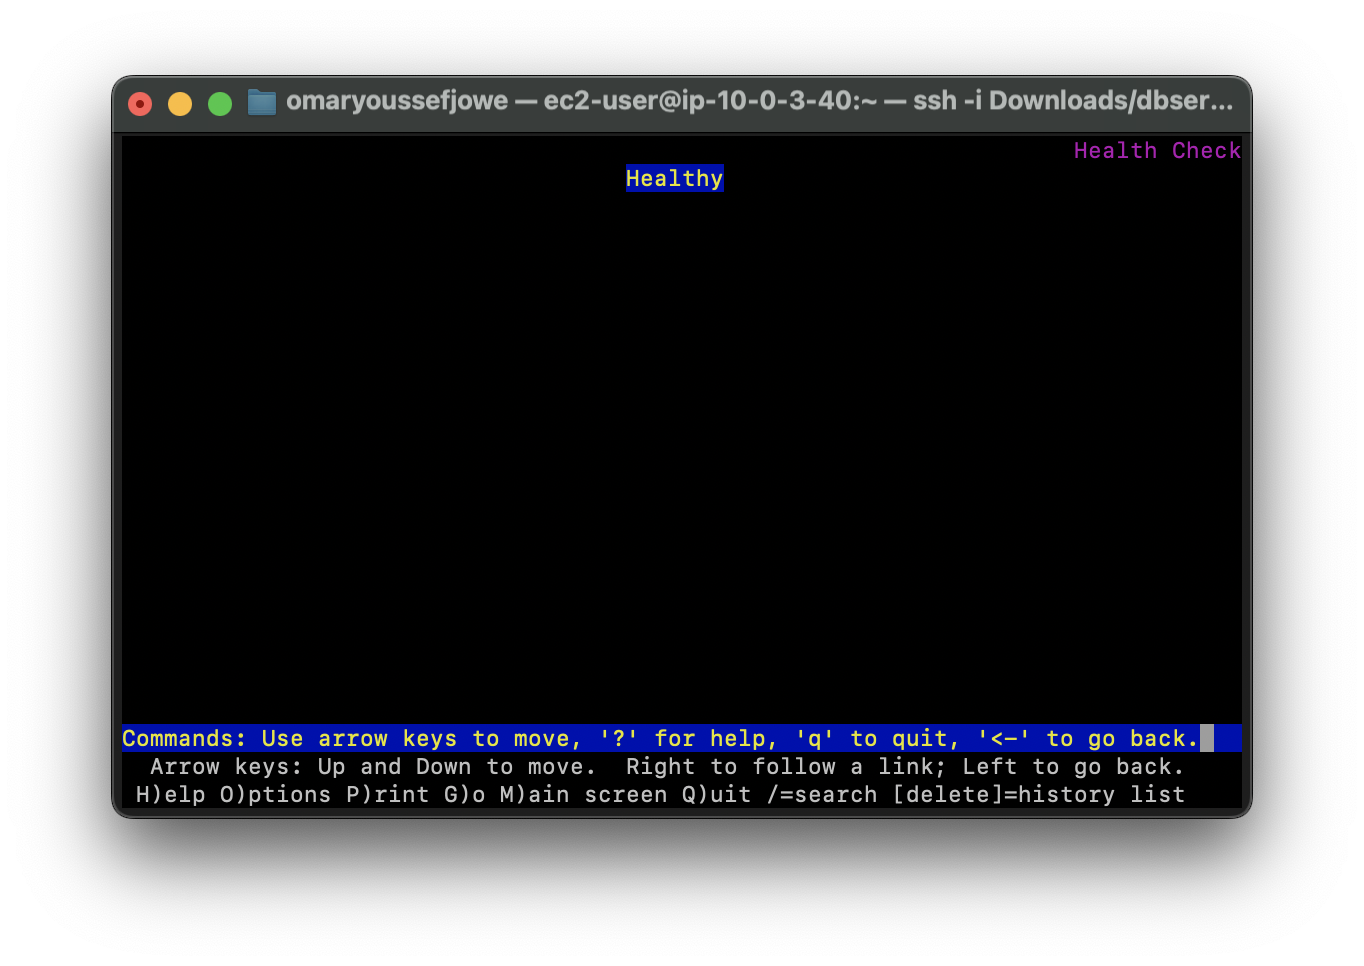 omaryoussefjowe — ec2-user@ip-10-0-3-40:~ — ssh -i Downloads/dbser...
Health Check
Healthy
Commands: Use arrow keys to move, '?' for help, 'q' to quit, '<-' to go back.
Arrow keys: Up and Down to move.  Right to follow a link; Left to go back.
H)elp O)ptions P)rint G)o M)ain screen Q)uit /=search [delete]=history list